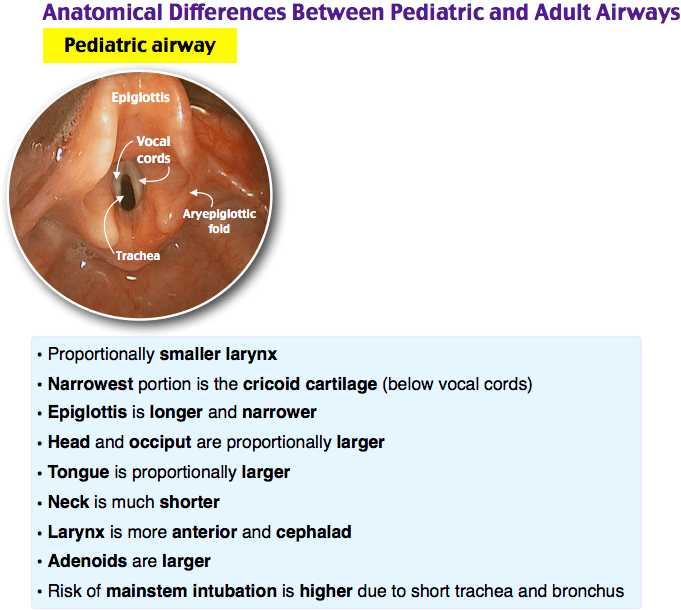 Anatomical Differences Between Pediatric and Adult Airways
Pediatric airway
Epiglottis
Vocal
cords
Aryepiglottic
fold
Trachea
• Proportionally smaller larynx
• Narrowest portion is the cricoid cartilage (below vocal cords)
• Epiglottis is longer and narrower
• Head and occiput are proportionally larger
• Tongue is proportionally larger
• Neck is much shorter
• Larynx is more anterior and cephalad
• Adenoids are larger
• Risk of mainstem intubation is higher due to short trachea and bronchus